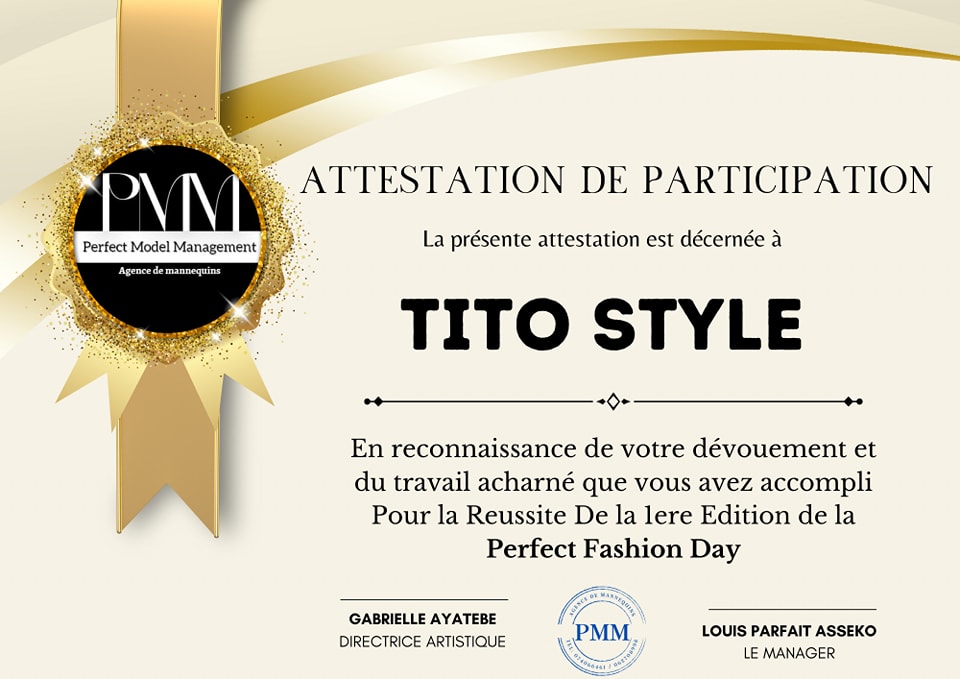 PMM
Perfect Model Management
Agence de mannequins
ATTESTATION DE PARTICIPATION
La présente attestation est décernée à
TITO STYLE
En reconnaissance de votre dévouement et
du travail acharné que vous avez accompli
Pour la Reussite De la 1ere Edition de la
Perfect Fashion Day
GABRIELLE AYATEBE
DIRECTRICE ARTISTIQUE
AGENCE DE MANNEQUINS
PMM
LOUIS PARFAIT ASSEKO
LE MANAGER